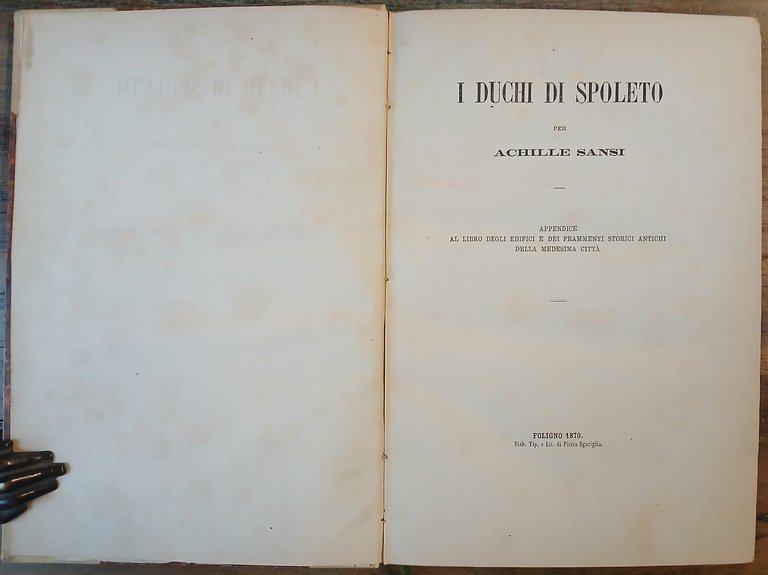 I DUCHI DI SPOLETO
PER
ACHILLE SANSI
APPENDICE
AL LIBRO DEGLI EDIFICI E DEI FRAMMENTI STORICI ANTICHI
DELLA MEDESIMA CITTÀ
FOLIGNO 1870.
Stab. Tip. e Lit. di Pietro Sgariglia.